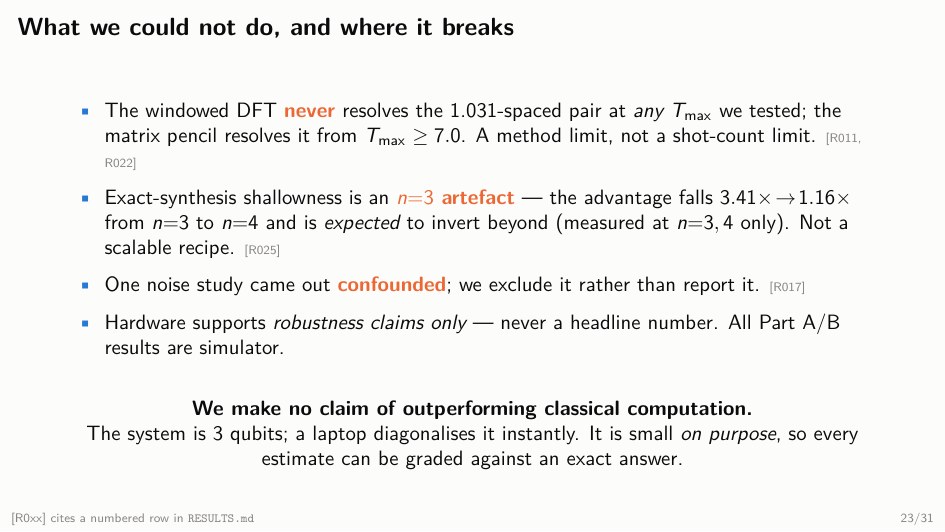 What we could not do, and where it breaks
The windowed DFT never resolves the 1.031-spaced pair at any Tmax we tested; the
matrix pencil resolves it from Tmax ≥ 7.0. A method limit, not a shot-count limit. [R011,
R022]
Exact-synthesis shallowness is an n=3 artefact — the advantage falls 3.41×→1.16×
from n=3 to n=4 and is expected to invert beyond (measured at n=3, 4 only). Not a
scalable recipe. [R025]
One noise study came out confounded; we exclude it rather than report it. [R017]
Hardware supports robustness claims only — never a headline number. All Part A/B
results are simulator.
We make no claim of outperforming classical computation.
The system is 3 qubits; a laptop diagonalises it instantly. It is small on purpose, so every
estimate can be graded against an exact answer.
[R0xx] cites a numbered row in RESULTS.md
23/31